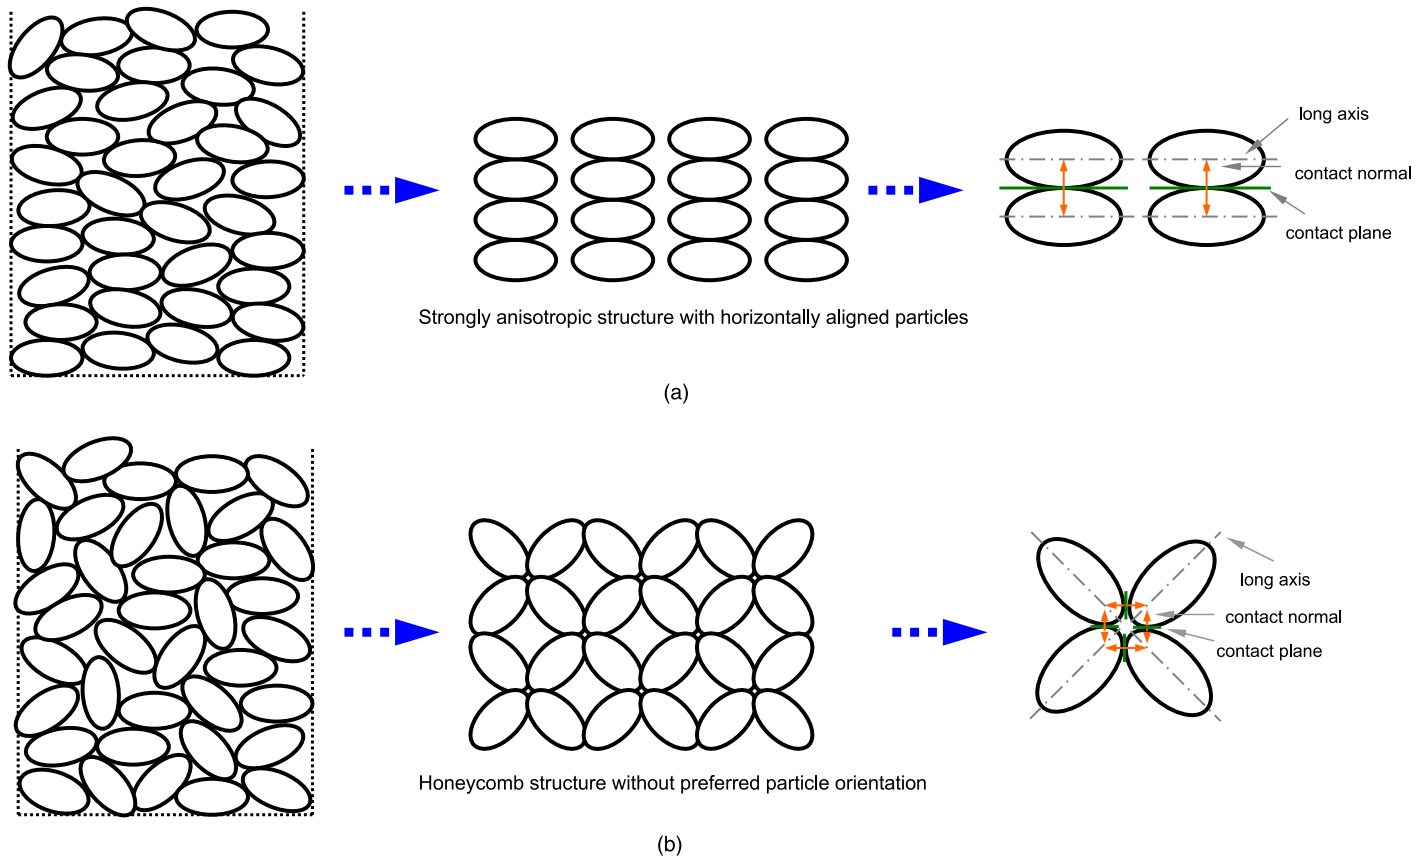 long axis
contact normal
contact plane
Strongly anisotropic structure with horizontally aligned particles
(a)
long axis
contact normal
contact plane
Honeycomb structure without preferred particle orientation
(b)